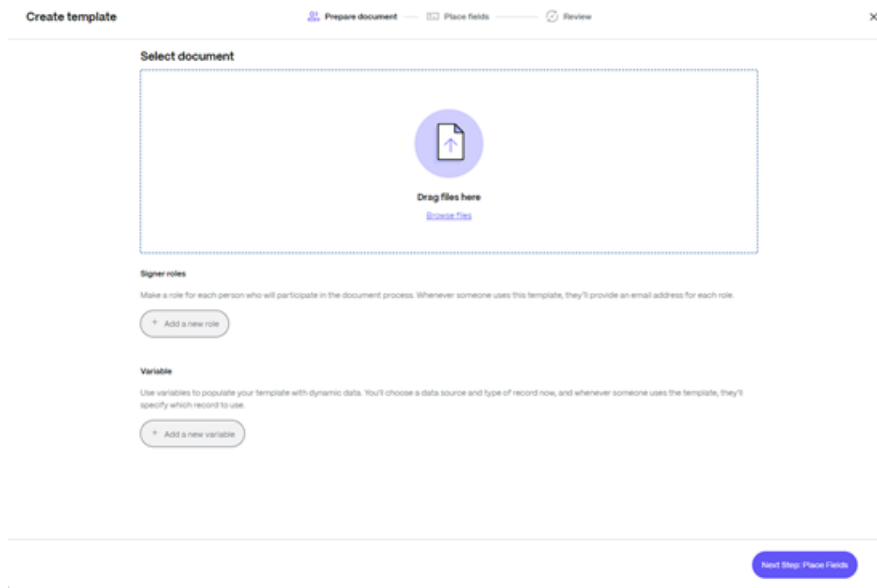 Create template
Prepare document
Place fields
Review
Select document
Drag files here
Browse files
Signer roles
Make a role for each person who will participate in the document process. Whenever someone uses this template, they'll provide an email address for each role.
+ Add a new role
Variable
Use variables to populate your template with dynamic data. You'll choose a data source and type of record now, and whenever someone uses the template, they'll
specify which record to use.
+ Add a new variable
Next Step: Place Fields